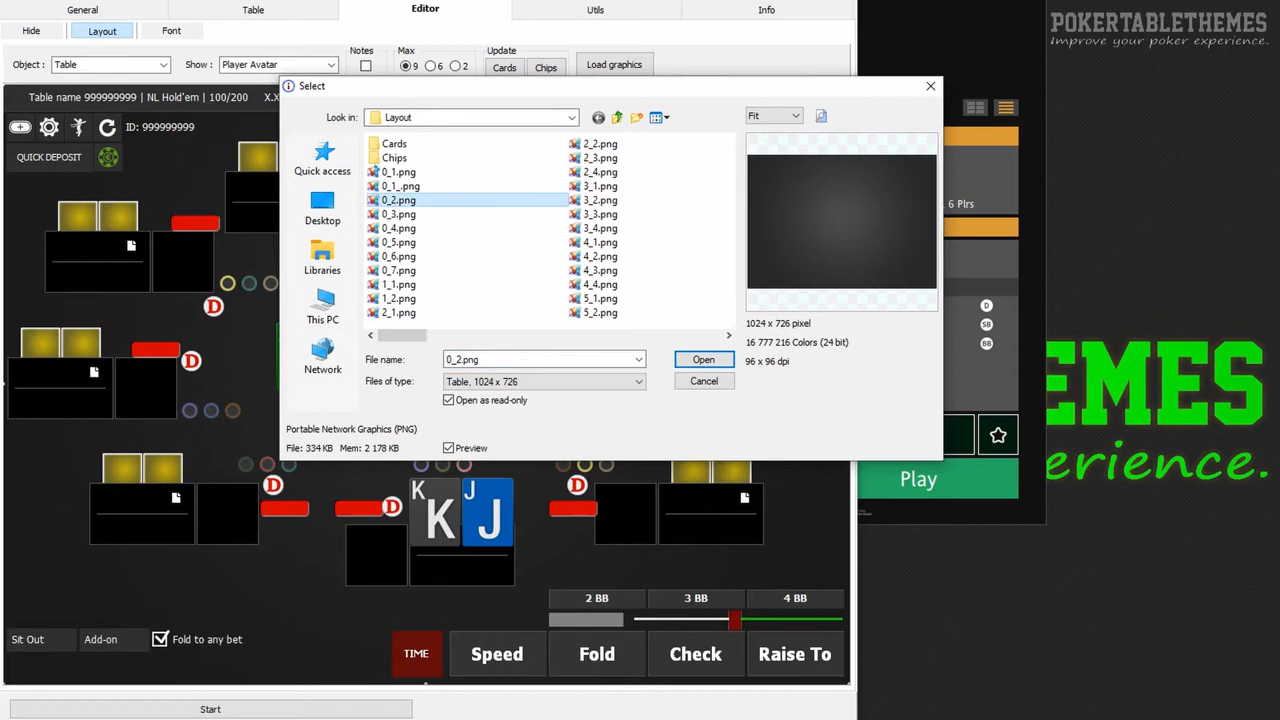 General Table Editor Utils Info
POKERTABLETHEMES
Improve your poker experience.
Hide Layout Font
Notes Max Update
Object : Table Show : Player Avatar 9 6 2 Cards Chips Load graphics
Select
Table name 999999999 | NL Hold'em | 100/200 X.X
Look in: Layout Fit
ID: 999999999
QUICK DEPOSIT
Quick access
Desktop
Libraries
This PC
Network
Cards
Chips
0_1.png
0_1_.png
0_2.png
0_3.png
0_4.png
0_5.png
0_6.png
0_7.png
1_1.png
1_2.png
2_1.png
2_2.png
2_3.png
2_4.png
3_1.png
3_2.png
3_3.png
3_4.png
4_1.png
4_2.png
4_3.png
4_4.png
5_1.png
5_2.png
1024 x 726 pixel
16 777 216 Colors (24 bit)
96 x 96 dpi
File name: 0_2.png Open
Files of type: Table, 1024 x 726 Cancel
Open as read-only
Portable Network Graphics (PNG)
File: 334 KB Mem: 2 178 KB Preview
6 Plrs
D
SB
BB
EMES
erience.
Play
D
D
D
D
D
K
K
J
J
2 BB 3 BB 4 BB
Sit Out Add-on Fold to any bet
TIME Speed Fold Check Raise To
Start